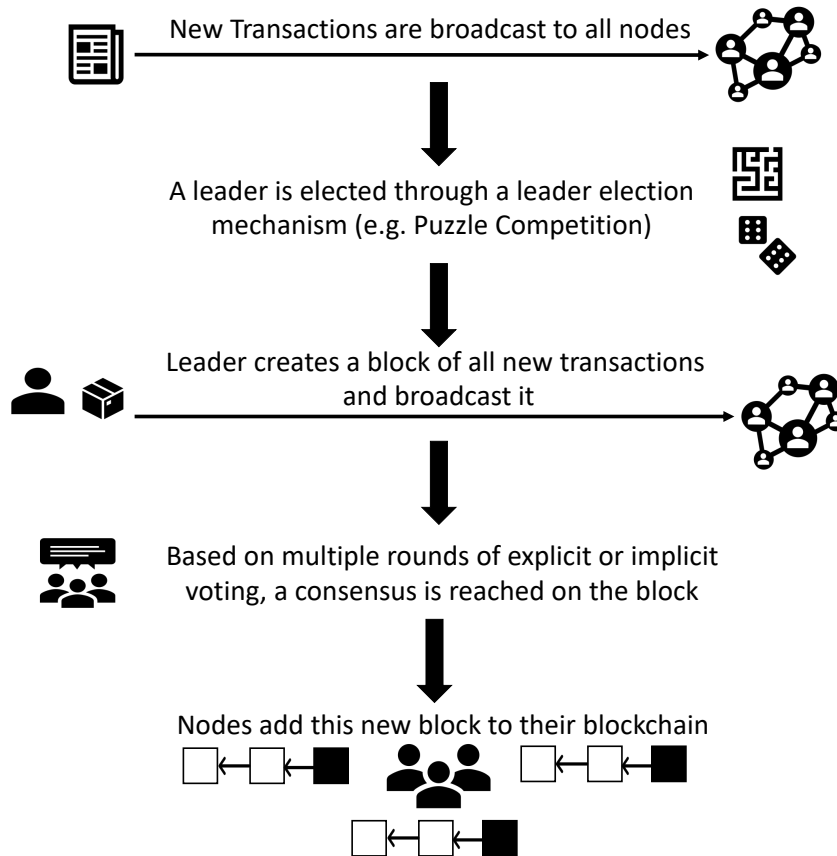 New Transactions are broadcast to all nodes
A leader is elected through a leader election
mechanism (e.g. Puzzle Competition)
Leader creates a block of all new transactions
and broadcast it
Based on multiple rounds of explicit or implicit
voting, a consensus is reached on the block
Nodes add this new block to their blockchain